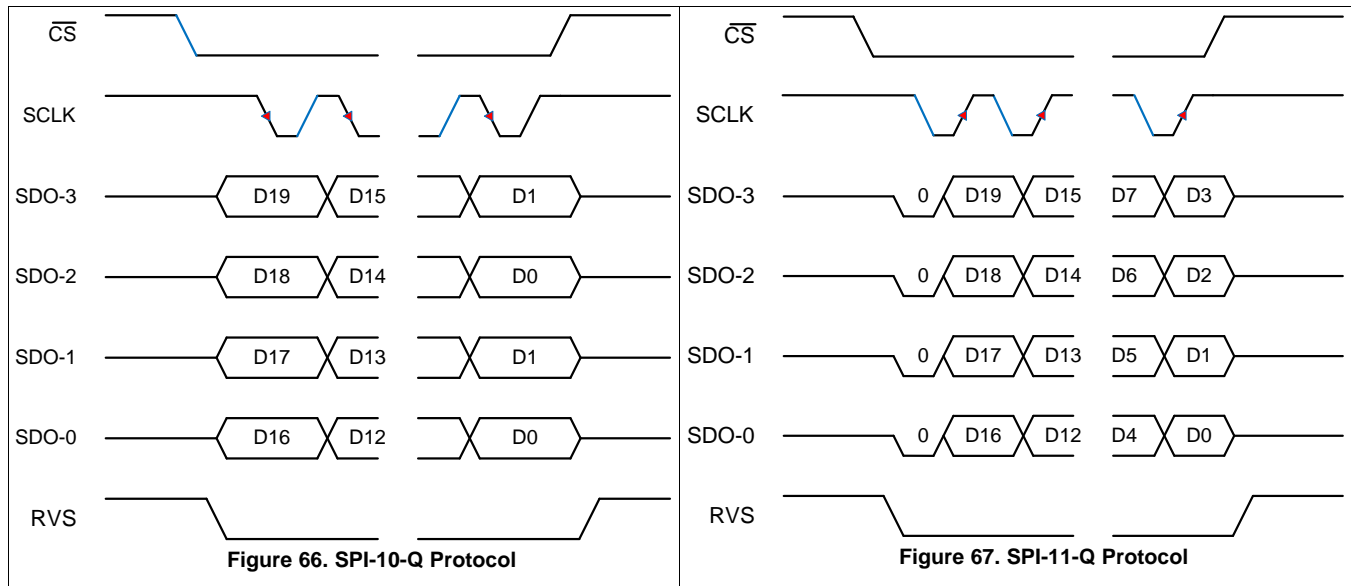 CS
SCLK
SDO-3 D19 D15 D1
SDO-2 D18 D14 D0
SDO-1 D17 D13 D1
SDO-0 D16 D12 D0
RVS
Figure 66. SPI-10-Q Protocol
CS
SCLK
SDO-3 0 D19 D15 D7 D3
SDO-2 0 D18 D14 D6 D2
SDO-1 0 D17 D13 D5 D1
SDO-0 0 D16 D12 D4 D0
RVS
Figure 67. SPI-11-Q Protocol